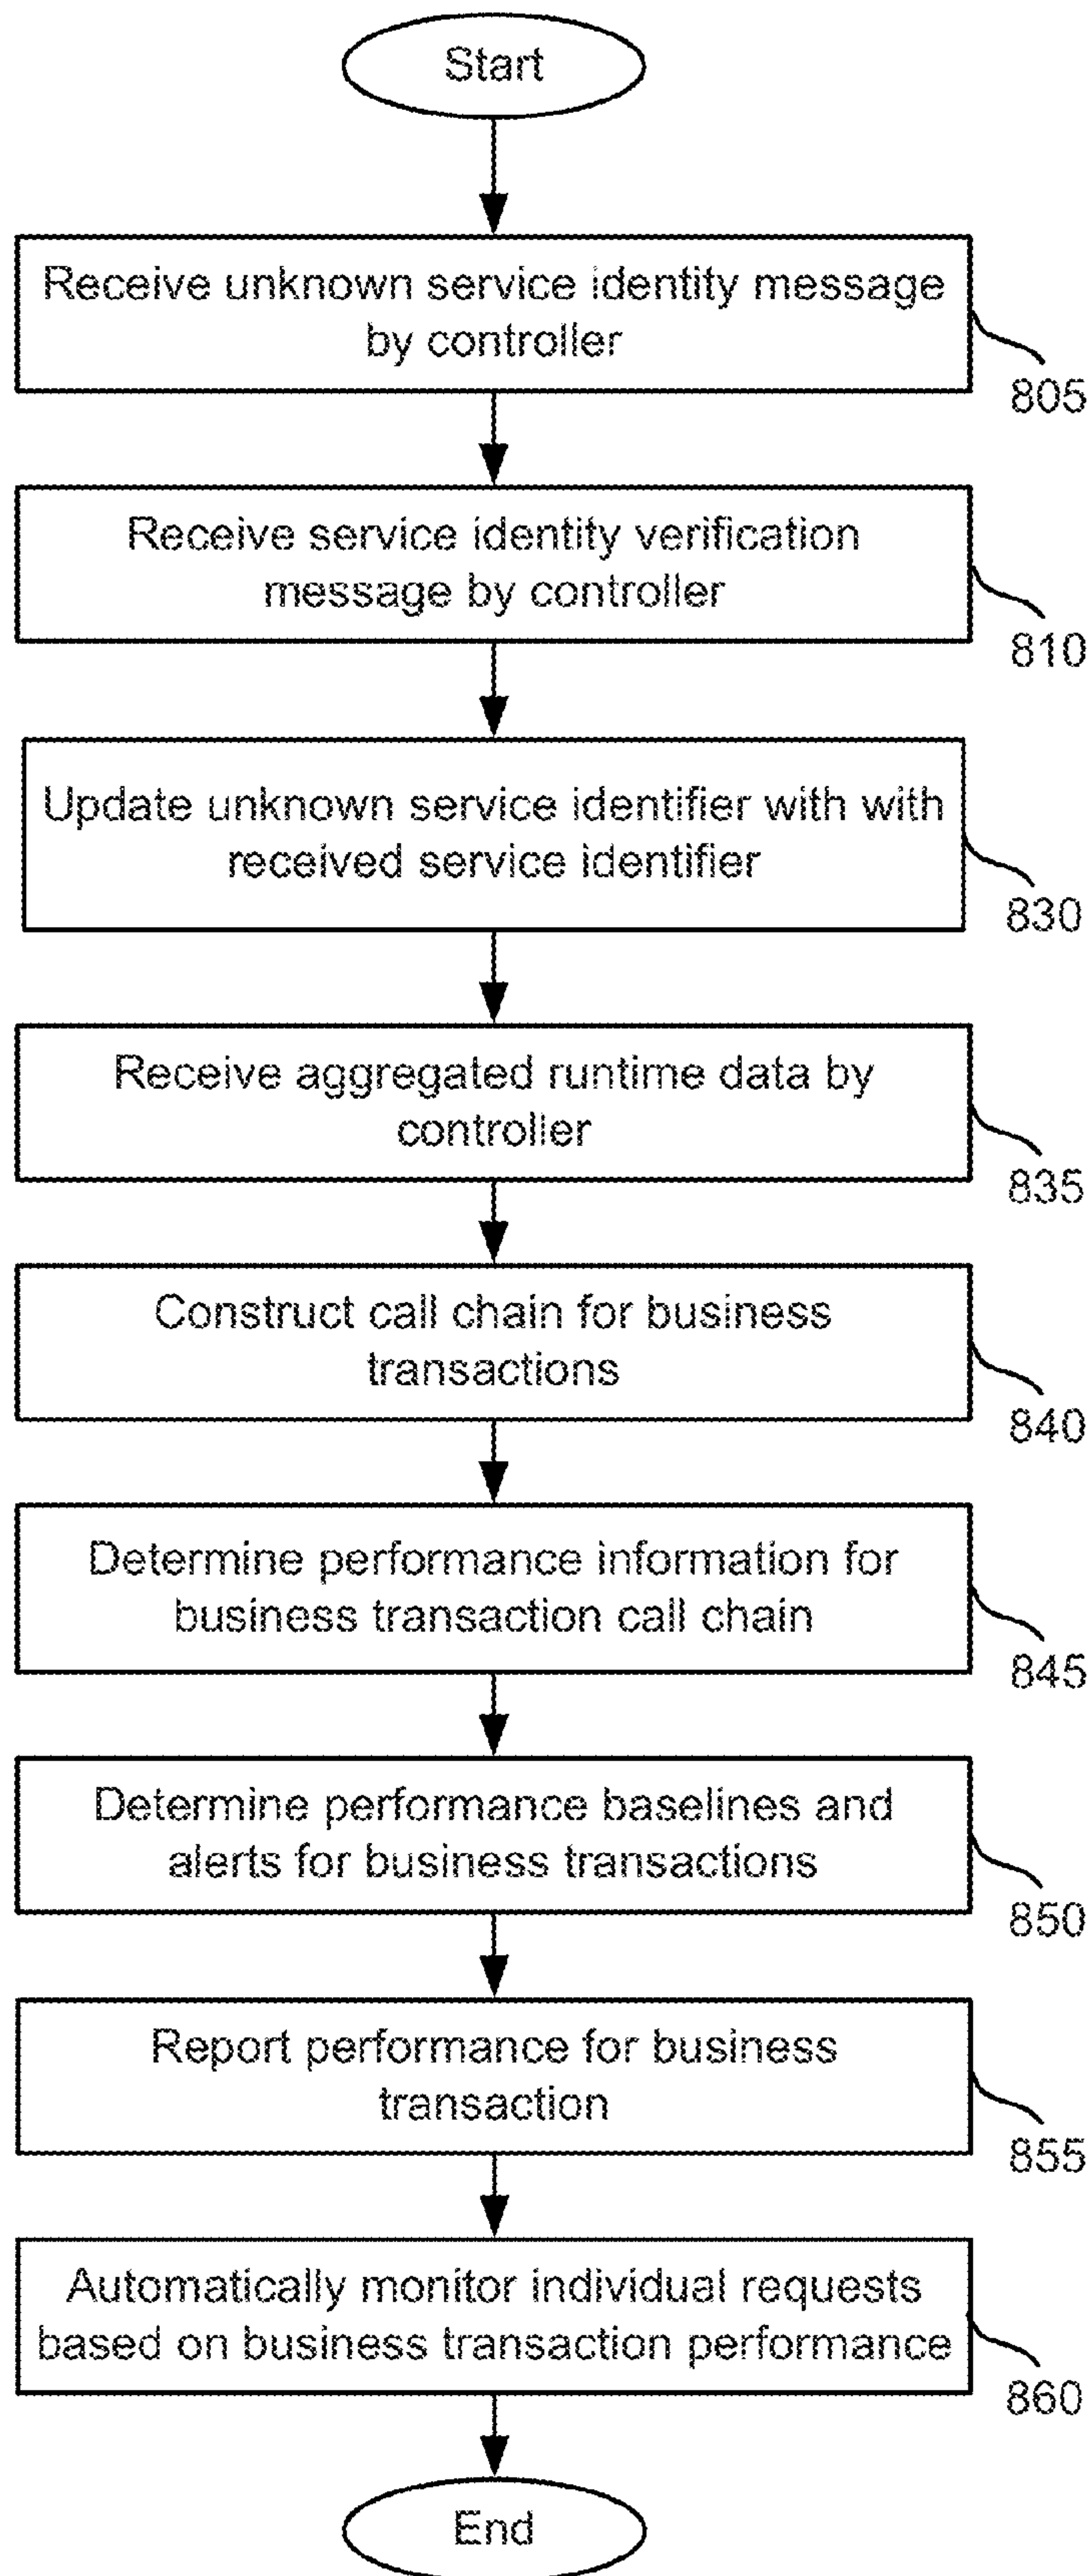 Start
Receive unknown service identity message
by controller
805
Receive service identity verification
message by controller
810
Update unknown service identifier with with
received service identifier
830
Receive aggregated runtime data by
controller
835
Construct call chain for business
transactions
840
Determine performance information for
business transaction call chain
845
Determine performance baselines and
alerts for business transactions
850
Report performance for business
transaction
855
Automatically monitor individual requests
based on business transaction performance
860
End